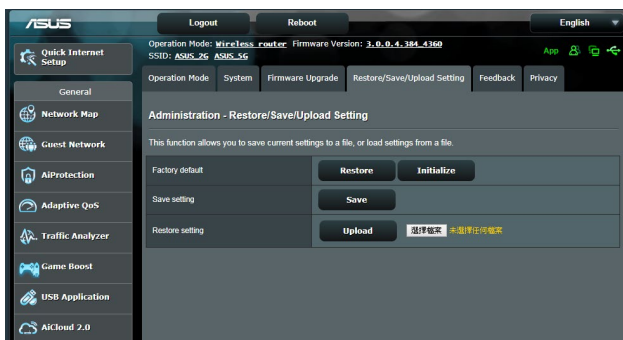 ASUS
Logout
Reboot
English
Quick Internet Setup
Operation Mode: Wireless router Firmware Version: 3.0.0.4.384_4360
SSID: ASUS_2G ASUS_5G
App
Operation Mode
System
Firmware Upgrade
Restore/Save/Upload Setting
Feedback
Privacy
General
Network Map
Guest Network
AiProtection
Adaptive QoS
Traffic Analyzer
Game Boost
USB Application
AiCloud 2.0
Administration - Restore/Save/Upload Setting
This function allows you to save current settings to a file, or load settings from a file.
Factory default
Restore
Initialize
Save setting
Save
Restore setting
Upload
選擇檔案 未選擇任何檔案